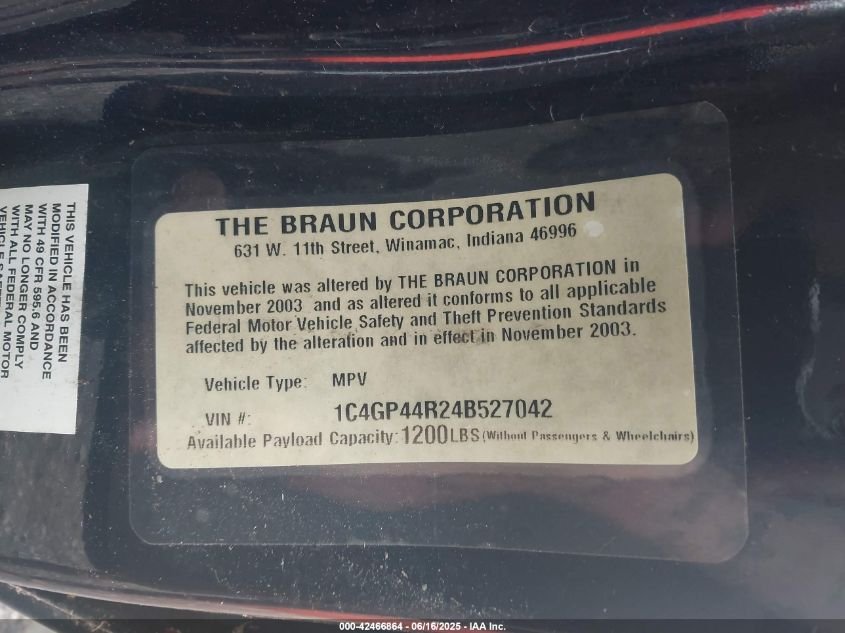 THE BRAUN CORPORATION
631 W. 11th Street, Winamac, Indiana 46996
This vehicle was altered by THE BRAUN CORPORATION in
November 2003 and as altered it conforms to all applicable
Federal Motor Vehicle Safety and Theft Prevention Standards
affected by the alteration and in effect in November 2003.
Vehicle Type: MPV
VIN #: 1C4GP44R24B527042
Available Payload Capacity: 1200LBS (Without Passengers & Wheelchairs)
THIS VEHICLE HAS BEEN
MODIFIED IN ACCORDANCE
WITH 49 CFR 595.6 AND
MAY NO LONGER COMPLY
WITH ALL FEDERAL MOTOR
000-42466864 - 06/16/2025 - IAA Inc.